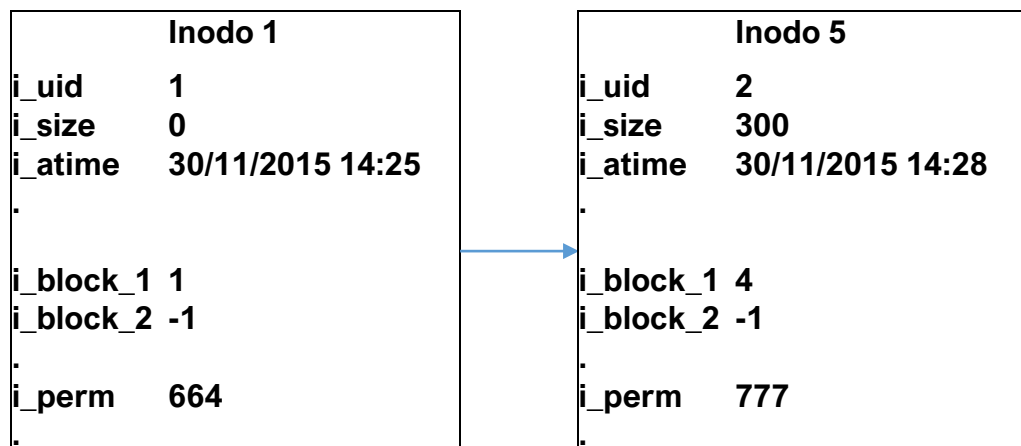 Inodo 1
i_uid 1
i_size 0
i_atime 30/11/2015 14:25
.
i_block_1 1
i_block_2 -1
.
i_perm 664
.
Inodo 5
i_uid 2
i_size 300
i_atime 30/11/2015 14:28
.
i_block_1 4
i_block_2 -1
.
i_perm 777
.